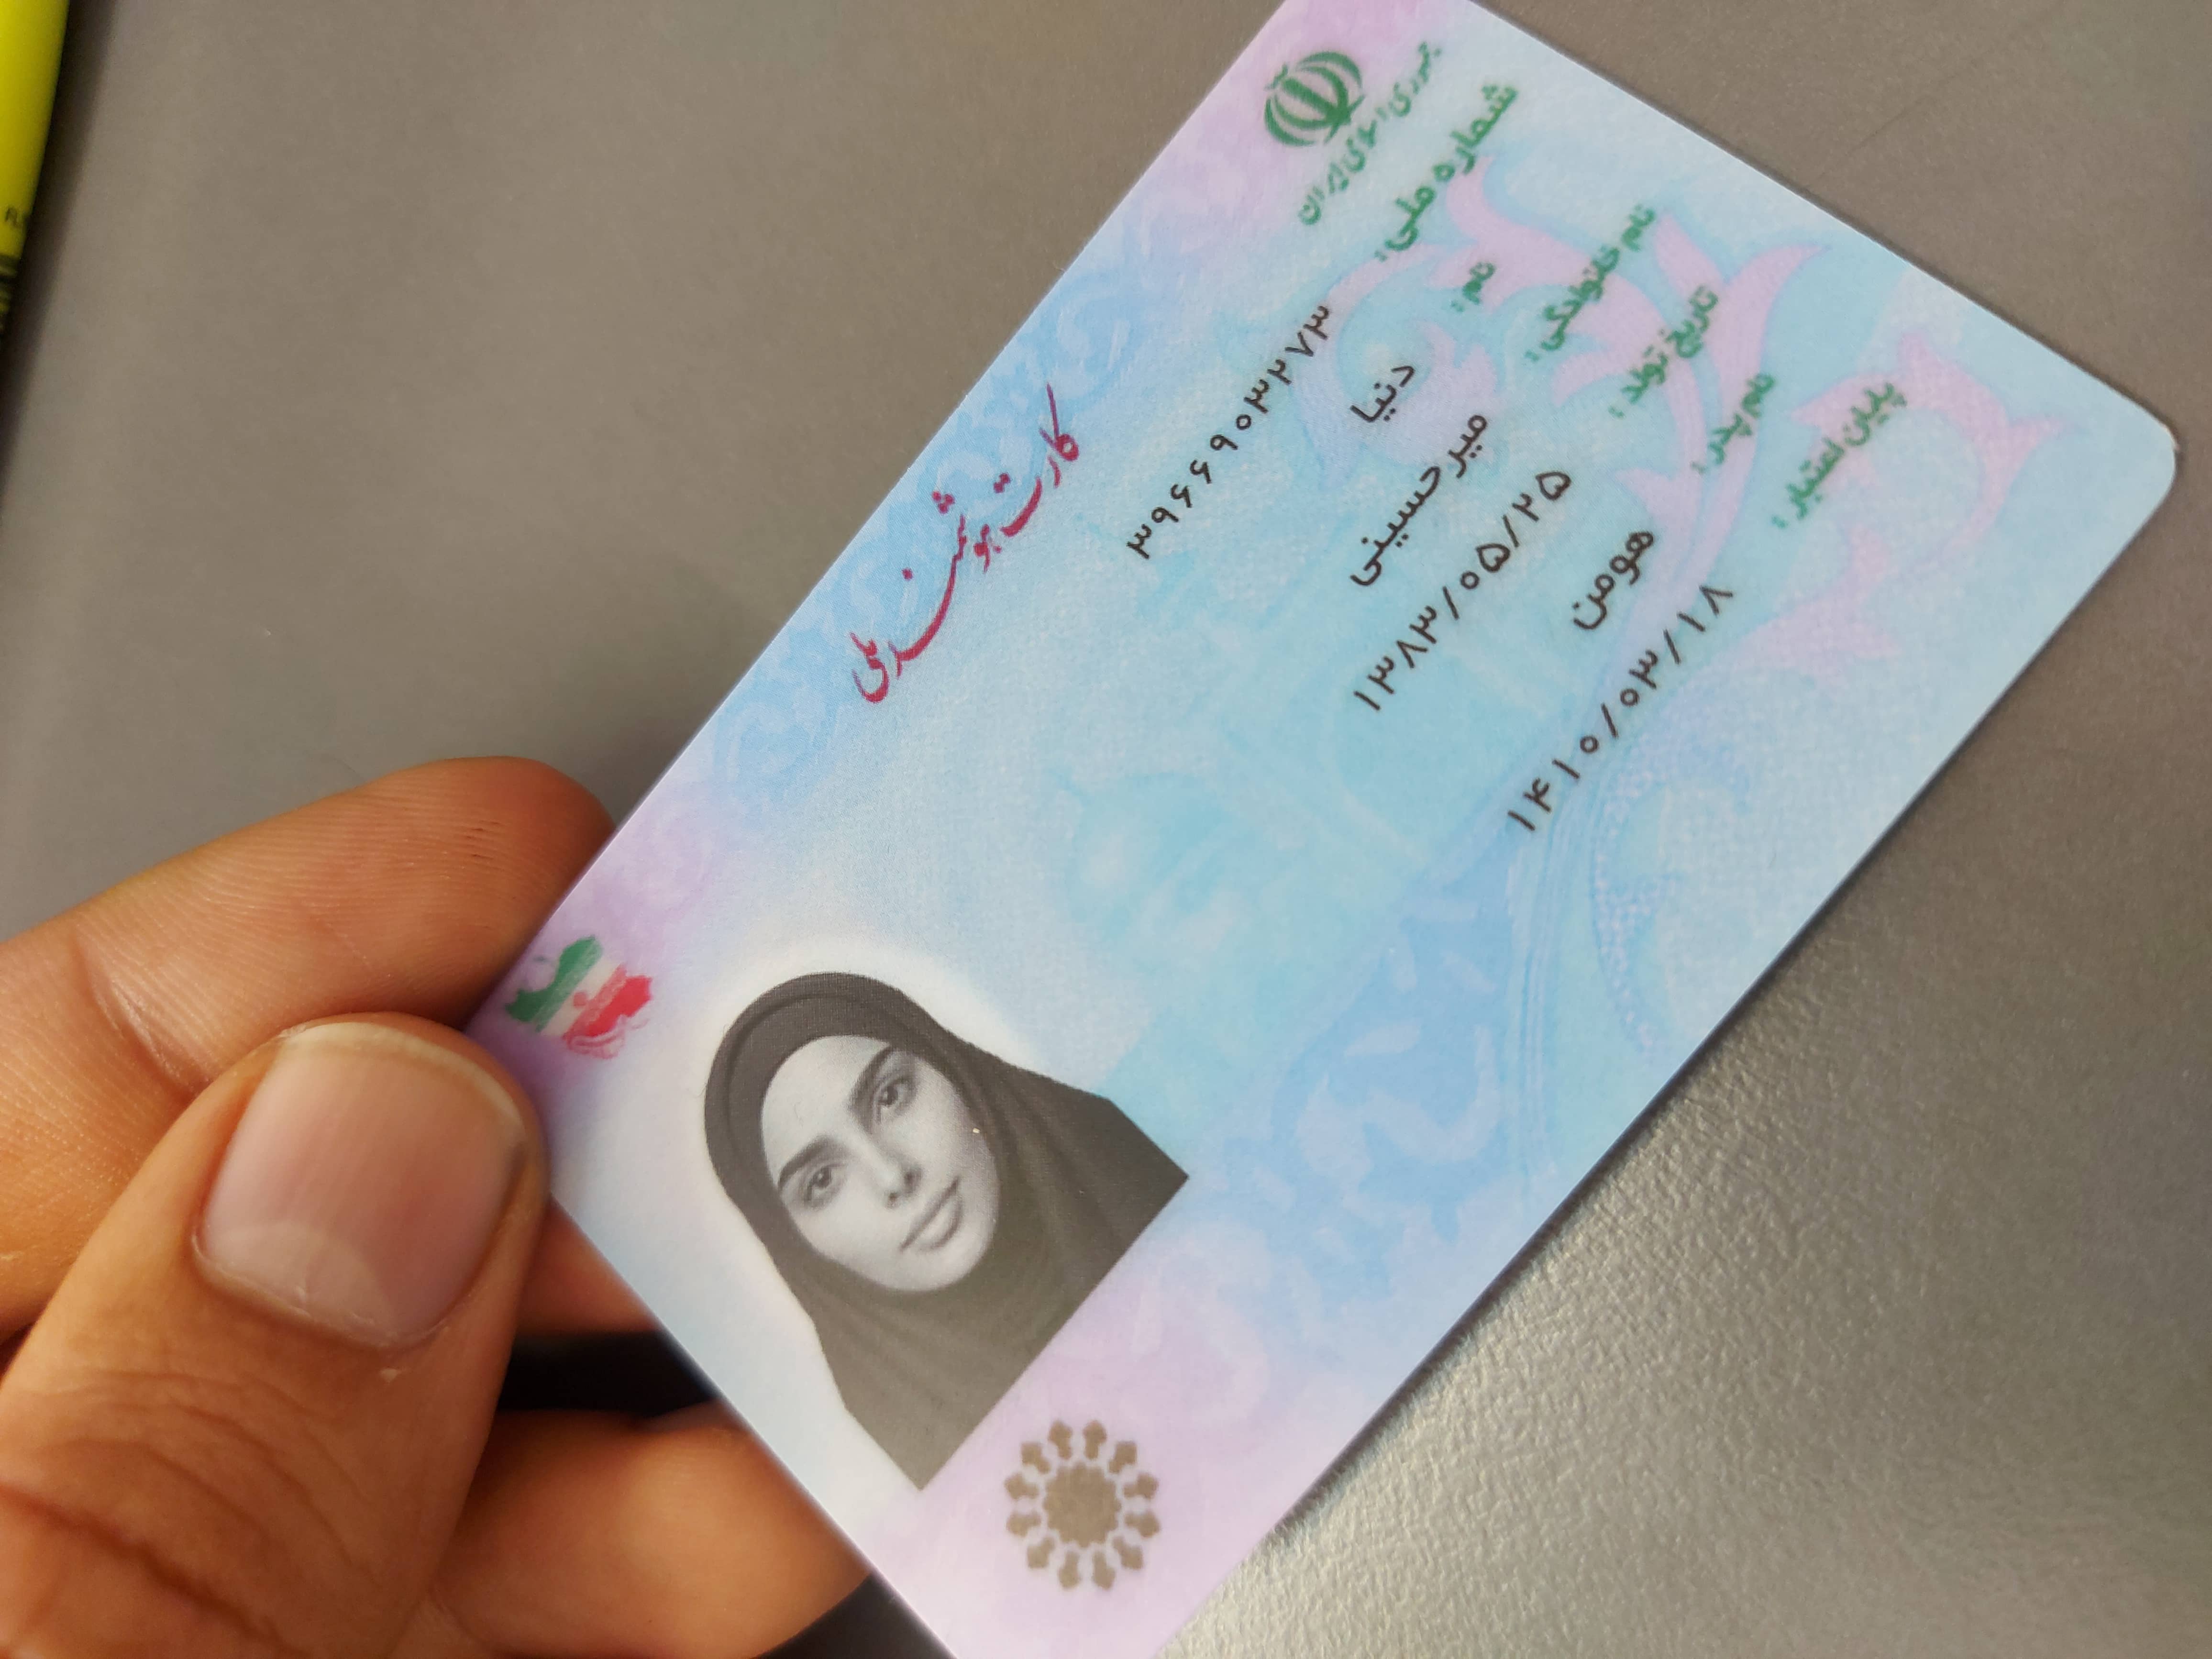 جمهوری اسلامی ایران
کارت هوشمند ملی
شماره ملی: ۳۹۶۶۹۰۳۲۷۳
نام: دنیا
نام خانوادگی: میرحسینی
تاریخ تولد: ۱۳۸۳/۰۵/۲۵
نام پدر: هومن
پایان اعتبار: ۱۴۱۰/۰۳/۱۸